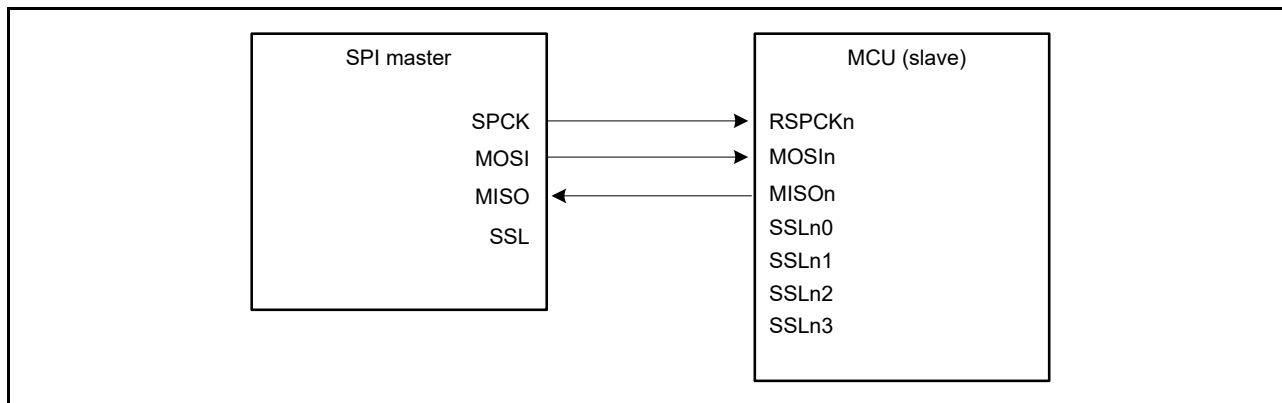 SPI master
SPCK
MOSI
MISO
SSL
MCU (slave)
RSPCKn
MOSIn
MISOn
SSLn0
SSLn1
SSLn2
SSLn3